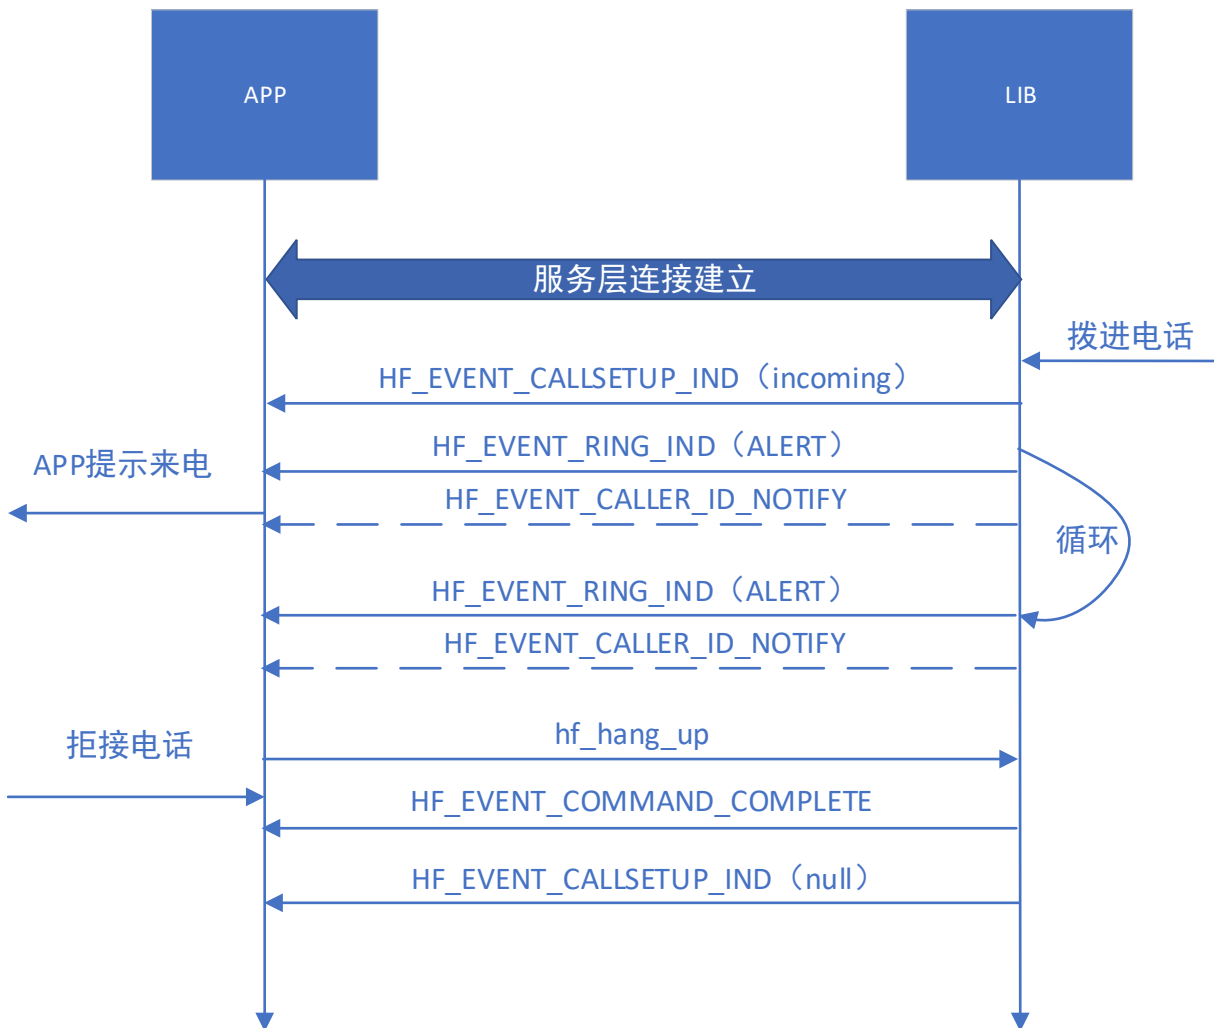 APP
LIB
服务层连接建立
拨进电话
HF_EVENT_CALLSETUP_IND（incoming）
HF_EVENT_RING_IND（ALERT）
APP提示来电
HF_EVENT_CALLER_ID_NOTIFY
循环
HF_EVENT_RING_IND（ALERT）
HF_EVENT_CALLER_ID_NOTIFY
拒接电话
hf_hang_up
HF_EVENT_COMMAND_COMPLETE
HF_EVENT_CALLSETUP_IND（null）